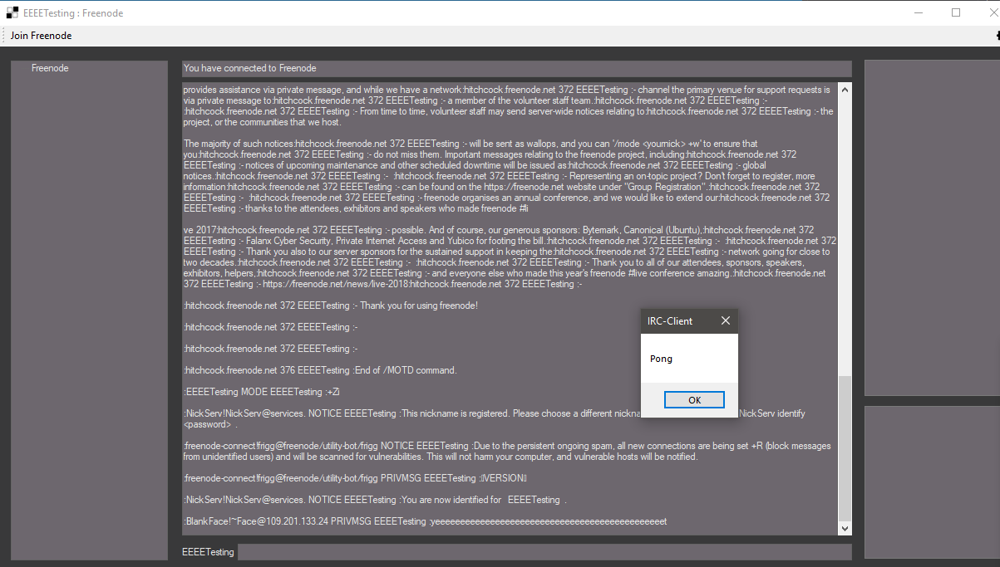 EEEETesting : Freenode
Join Freenode
Freenode
You have connected to Freenode
provides assistance via private message, and while we have a network:hitchcock.freenode.net 372 EEEETesting :- channel the primary venue for support requests is
via private message to:hitchcock.freenode.net 372 EEEETesting :- a member of the volunteer staff team.:hitchcock.freenode.net 372 EEEETesting :-
:hitchcock.freenode.net 372 EEEETesting :- From time to time, volunteer staff may send server-wide notices relating to:hitchcock.freenode.net 372 EEEETesting :- the
project, or the communities that we host.
The majority of such notices:hitchcock.freenode.net 372 EEEETesting :- will be sent as wallops, and you can '/mode <yournick> +w' to ensure that
you:hitchcock.freenode.net 372 EEEETesting :- do not miss them. Important messages relating to the freenode project, including:hitchcock.freenode.net 372
EEEETesting :- notices of upcoming maintenance and other scheduled downtime will be issued as:hitchcock.freenode.net 372 EEEETesting :- global
notices.:hitchcock.freenode.net 372 EEEETesting :-  :hitchcock.freenode.net 372 EEEETesting :- Representing an on-topic project? Don't forget to register, more
information:hitchcock.freenode.net 372 EEEETesting :- can be found on the https://freenode.net website under "Group Registration".:hitchcock.freenode.net 372
EEEETesting :-  :hitchcock.freenode.net 372 EEEETesting :- freenode organises an annual conference, and we would like to extend our:hitchcock.freenode.net 372
EEEETesting :- thanks to the attendees, exhibitors and speakers who made freenode #li
ve 2017:hitchcock.freenode.net 372 EEEETesting :- possible. And of course, our generous sponsors: Bytemark, Canonical (Ubuntu),:hitchcock.freenode.net 372
EEEETesting :- Falanx Cyber Security, Private Internet Access and Yubico for footing the bill.:hitchcock.freenode.net 372 EEEETesting :-  :hitchcock.freenode.net 372
EEEETesting :- Thank you also to our server sponsors for the sustained support in keeping the:hitchcock.freenode.net 372 EEEETesting :- network going for close to
two decades.:hitchcock.freenode.net 372 EEEETesting :-  :hitchcock.freenode.net 372 EEEETesting :- Thank you to all of our attendees, sponsors, speakers,
exhibitors, helpers,:hitchcock.freenode.net 372 EEEETesting :- and everyone else who made this year's freenode #live conference amazing.:hitchcock.freenode.net
372 EEEETesting :- https://freenode.net/news/live-2018:hitchcock.freenode.net 372 EEEETesting :-
:hitchcock.freenode.net 372 EEEETesting :- Thank you for using freenode!
:hitchcock.freenode.net 372 EEEETesting :-
:hitchcock.freenode.net 372 EEEETesting :-
:hitchcock.freenode.net 376 EEEETesting :End of /MOTD command.
:EEEETesting MODE EEEETesting :+Zi
:NickServ!NickServ@services. NOTICE EEEETesting :This nickname is registered. Please choose a different nickna NickServ identify
<password> .
:freenode-connect!frigg@freenode/utility-bot/frigg NOTICE EEEETesting :Due to the persistent ongoing spam, all new connections are being set +R (block messages
from unidentified users) and will be scanned for vulnerabilities. This will not harm your computer, and vulnerable hosts will be notified.
:freenode-connect!frigg@freenode/utility-bot/frigg PRIVMSG EEEETesting :VERSION
:NickServ!NickServ@services. NOTICE EEEETesting :You are now identified for EEEETesting .
:BlankFace!~Face@109.201.133.24 PRIVMSG EEEETesting :yeeeeeeeeeeeeeeeeeeeeeeeeeeeeeeeeeeeeeeeeeeeeeet
EEEETesting
IRC-Client
Pong
OK